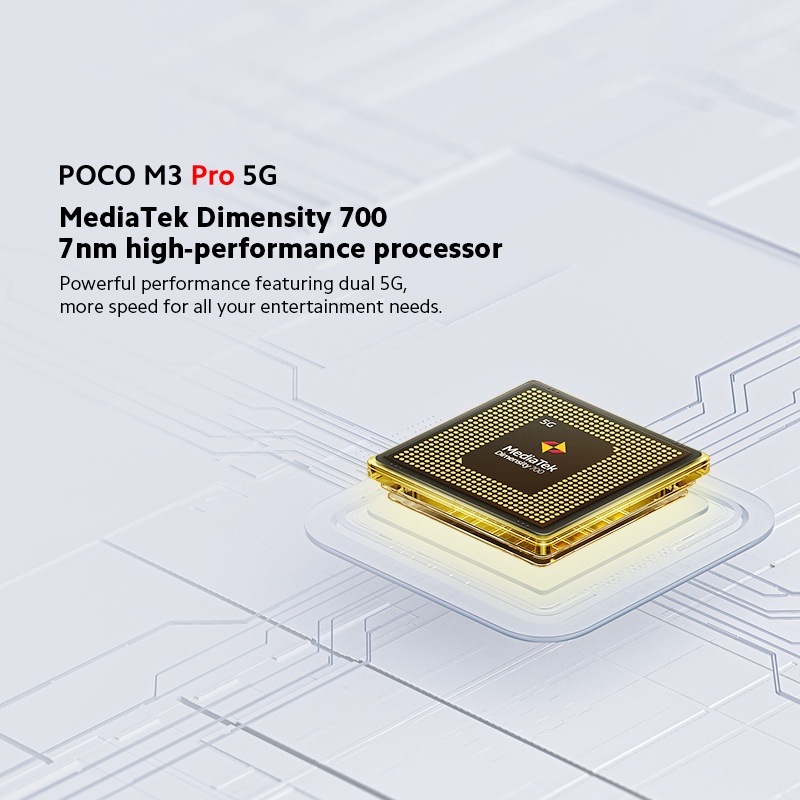 POCO M3 Pro 5G
MediaTek Dimensity 700
7nm high-performance processor
Powerful performance featuring dual 5G,
more speed for all your entertainment needs.
5G
MediaTek
Dimensity 700